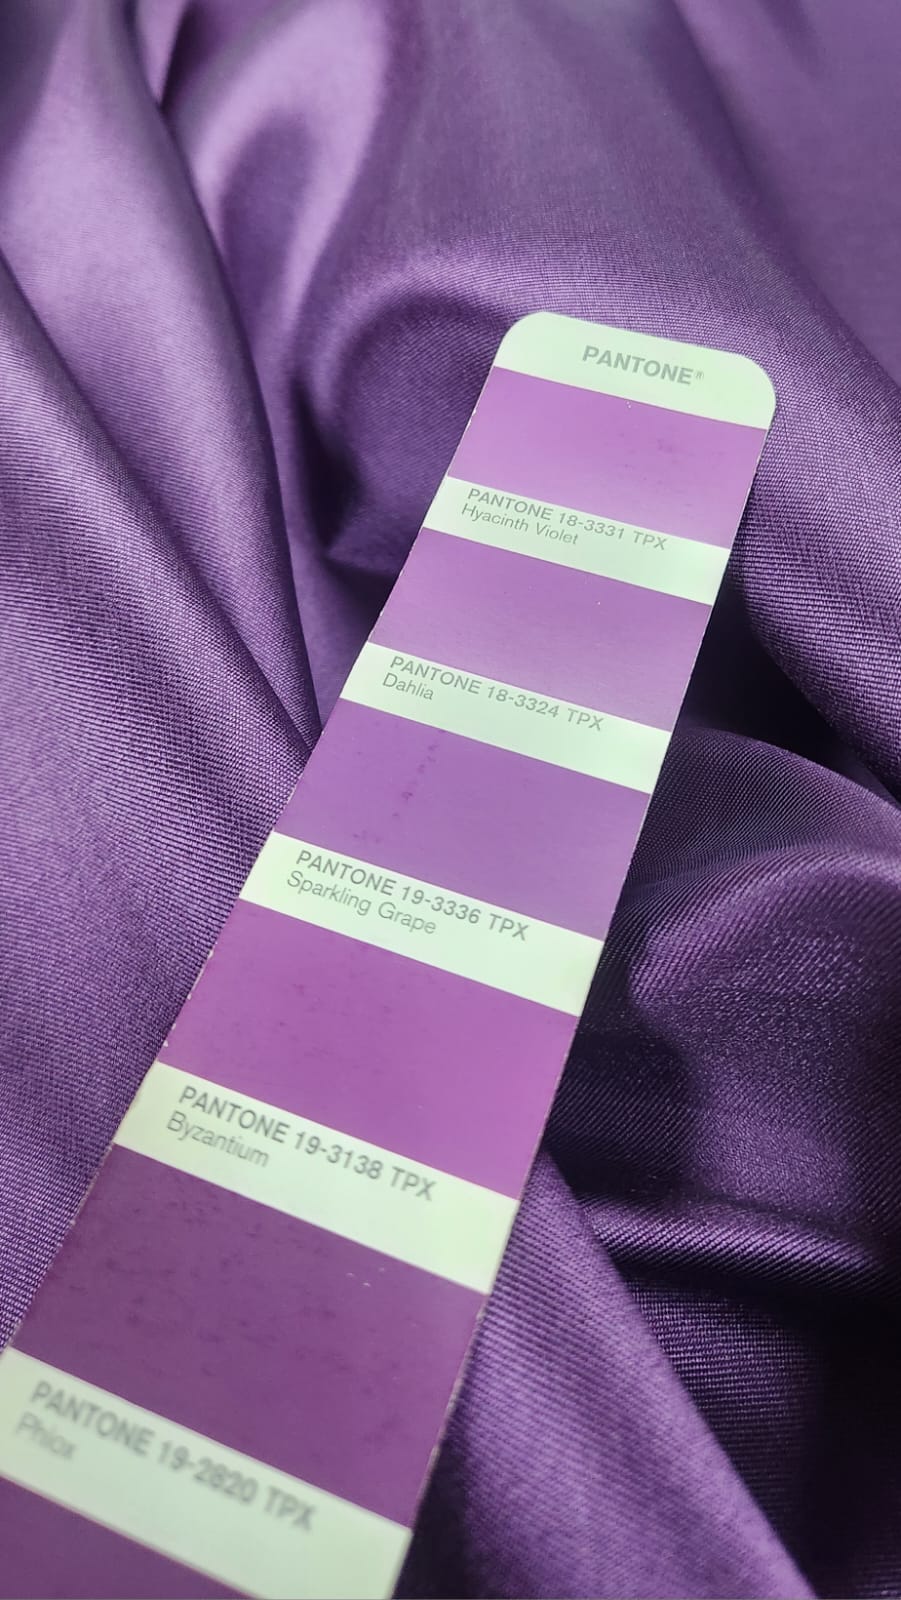 PANTONE®
PANTONE 18-3331 TPX
Hyacinth Violet
PANTONE 18-3324 TPX
Dahlia
PANTONE 19-3336 TPX
Sparkling Grape
PANTONE 19-3138 TPX
Byzantium
PANTONE 19-2820 TPX
Phlox